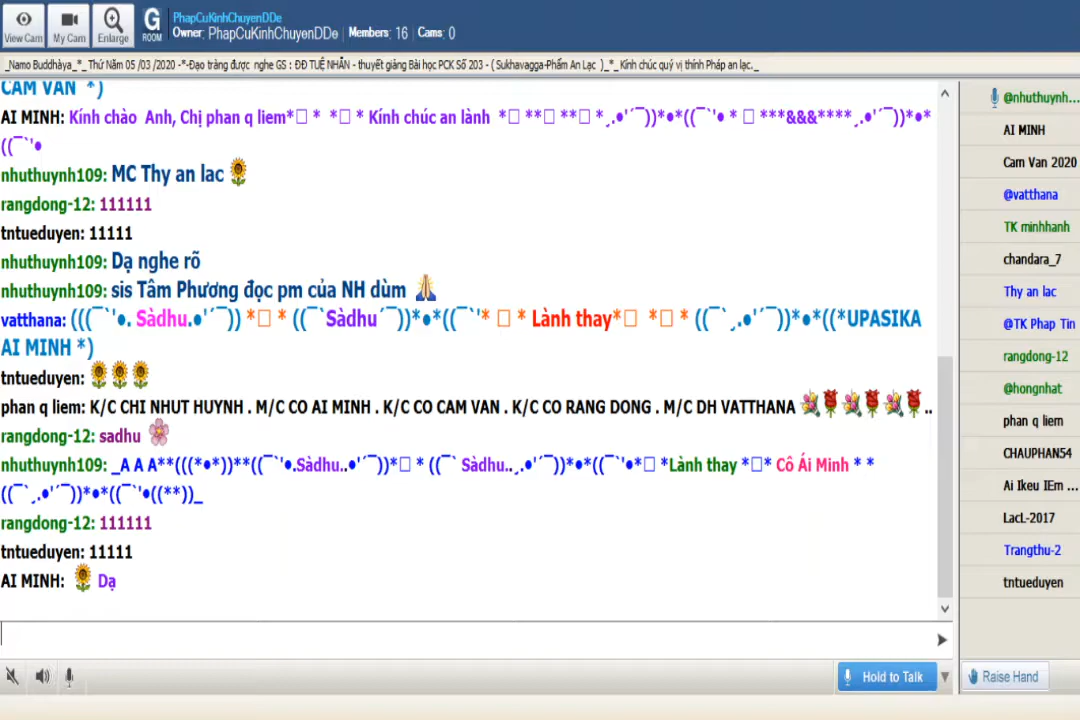 View Cam
My Cam
Enlarge
G
ROOM
PhapCuKinhChuyenDDe
Owner: PhapCuKinhChuyenDDe Members: 16 Cams: 0
_Namo Buddhàya_*_ Thứ Năm 05 /03 /2020 -*-Đạo tràng được nghe GS : ĐĐ TUỆ NHẪN - thuyết giảng Bài học PCK Số 203 - ( Sukhavagga-Phẩm An Lạc )_*_ Kính chúc quý vị thính Pháp an lạc._
CAM VAN *)
AI MINH: Kính chào Anh, Chị phan q liem*□ * *□ * Kính chúc an lành *□ **□ **□ *¸.●'´¯))*●*((¯`'● * □ ***&&&****¸.●'´¯))*●*
((¯`'●
nhuthuynh109: MC Thy an lac 🌻
rangdong-12: 111111
tntueduyen: 11111
nhuthuynh109: Dạ nghe rõ
nhuthuynh109: sis Tâm Phương đọc pm của NH dùm 🙏
vatthana: (((¯`'●. Sàdhu.●'´¯)) *□ * ((¯`Sàdhu´¯))*●*((¯`'* □ * Lành thay*□ *□ * ((¯`¸.●'´¯))*●*((*UPASIKA
AI MINH *)
tntueduyen: 🌻🌻🌻
phan q liem: K/C CHI NHUT HUYNH . M/C CO AI MINH . K/C CO CAM VAN . K/C CO RANG DONG . M/C DH VATTHANA 💐🌹💐🌹💐🌹..
rangdong-12: sadhu 🌸
nhuthuynh109: _A A A**(((*●*))**((¯`'●.Sàdhu..●'´¯))*□ * ((¯` Sàdhu..¸.●'´¯))*●*((¯`'●*□ *Lành thay *□* Cô Ái Minh * *
((¯`¸.●'´¯))*●*((¯`'●((**))_
rangdong-12: 111111
tntueduyen: 11111
AI MINH: 🌻 Dạ
@nhuthuynh...
AI MINH
Cam Van 2020
@vatthana
TK minhhanh
chandara_7
Thy an lac
@TK Phap Tin
rangdong-12
@hongnhat
phan q liem
CHAUPHAN54
Ai Ikeu IEm ...
LacL-2017
Trangthu-2
tntueduyen
Hold to Talk
Raise Hand